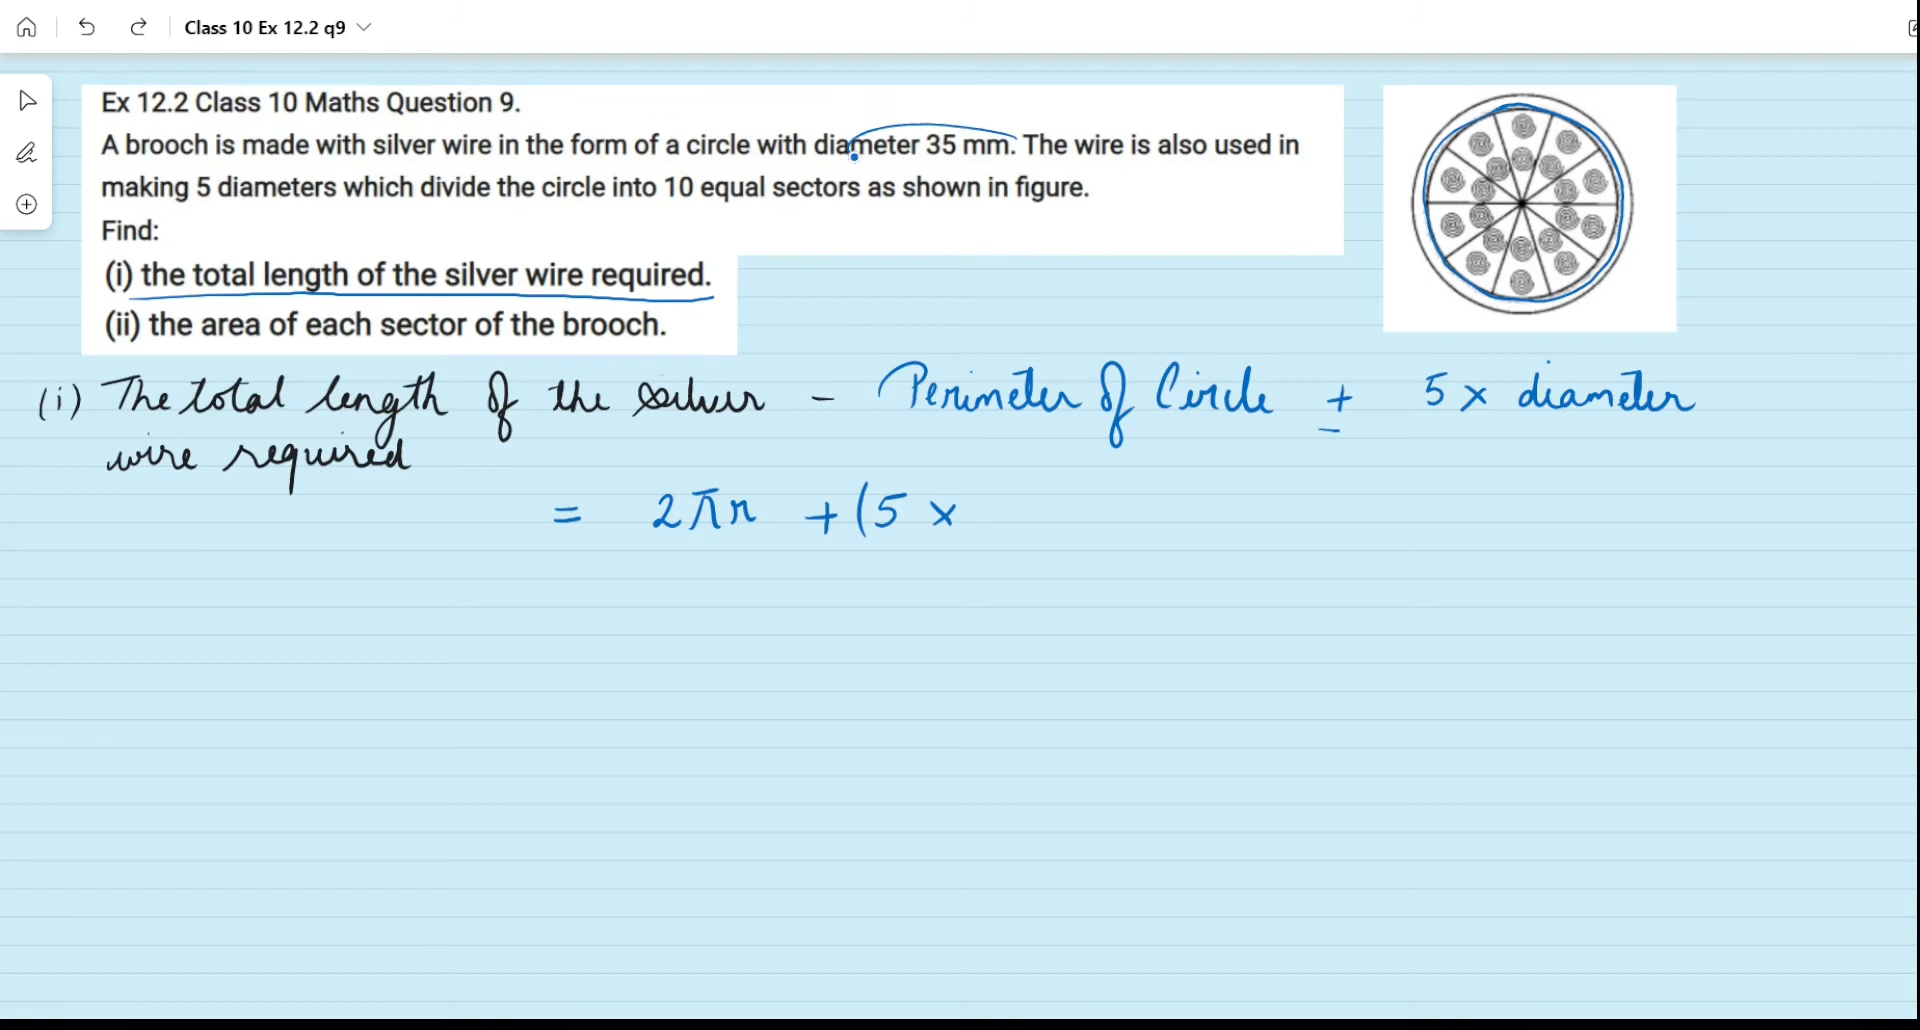 Class 10 Ex 12.2 q9
Ex 12.2 Class 10 Maths Question 9.
A brooch is made with silver wire in the form of a circle with diameter 35 mm. The wire is also used in
making 5 diameters which divide the circle into 10 equal sectors as shown in figure.
Find:
(i) the total length of the silver wire required.
(ii) the area of each sector of the brooch.
(i) The total length of the silver - Perimeter of Circle + 5 × diameter
wire required
= 2πr + (5 ×